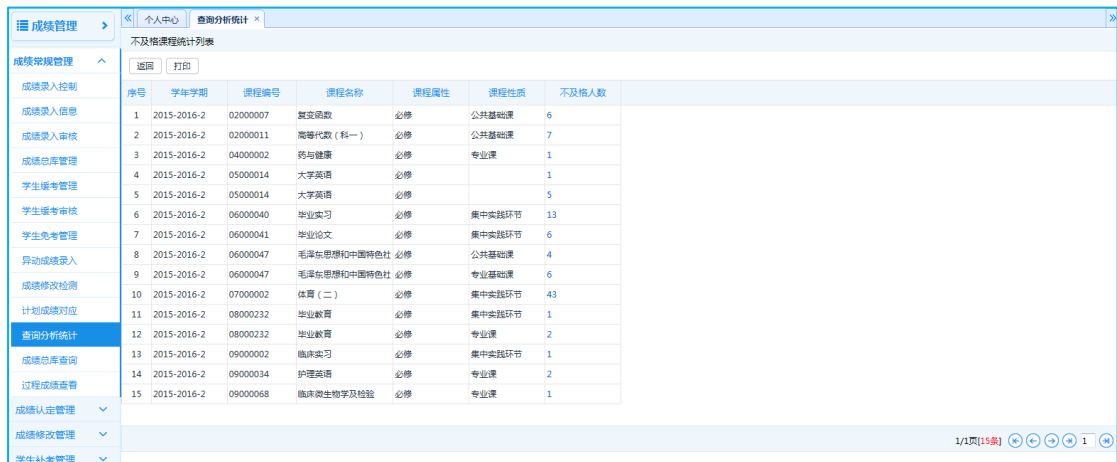 成绩管理
成绩常规管理
成绩录入控制
成绩录入信息
成绩录入审核
成绩总库管理
学生缓考管理
学生缓考审核
学生免考管理
异动成绩录入
成绩修改检测
计划成绩对应
查询分析统计
成绩总库查询
过程成绩查看
成绩认定管理
成绩修改管理
学生补考管理
个人中心 查询分析统计 ×
不及格课程统计列表
返回 打印
序号 学年学期 课程编号 课程名称 课程属性 课程性质 不及格人数
1 2015-2016-2 02000007 复变函数 必修 公共基础课 6
2 2015-2016-2 02000011 高等代数（科一） 必修 公共基础课 7
3 2015-2016-2 04000002 药与健康 必修 专业课 1
4 2015-2016-2 05000014 大学英语 必修 1
5 2015-2016-2 05000014 大学英语 必修 5
6 2015-2016-2 06000040 毕业实习 必修 集中实践环节 13
7 2015-2016-2 06000041 毕业论文 必修 集中实践环节 6
8 2015-2016-2 06000047 毛泽东思想和中国特色社 必修 公共基础课 4
9 2015-2016-2 06000047 毛泽东思想和中国特色社 必修 专业基础课 6
10 2015-2016-2 07000002 体育（二） 必修 集中实践环节 43
11 2015-2016-2 08000232 毕业教育 必修 集中实践环节 1
12 2015-2016-2 08000232 毕业教育 必修 专业课 2
13 2015-2016-2 09000002 临床实习 必修 集中实践环节 1
14 2015-2016-2 09000034 护理英语 必修 专业课 2
15 2015-2016-2 09000068 临床微生物学及检验 必修 专业课 1
1/1页[15条] 1